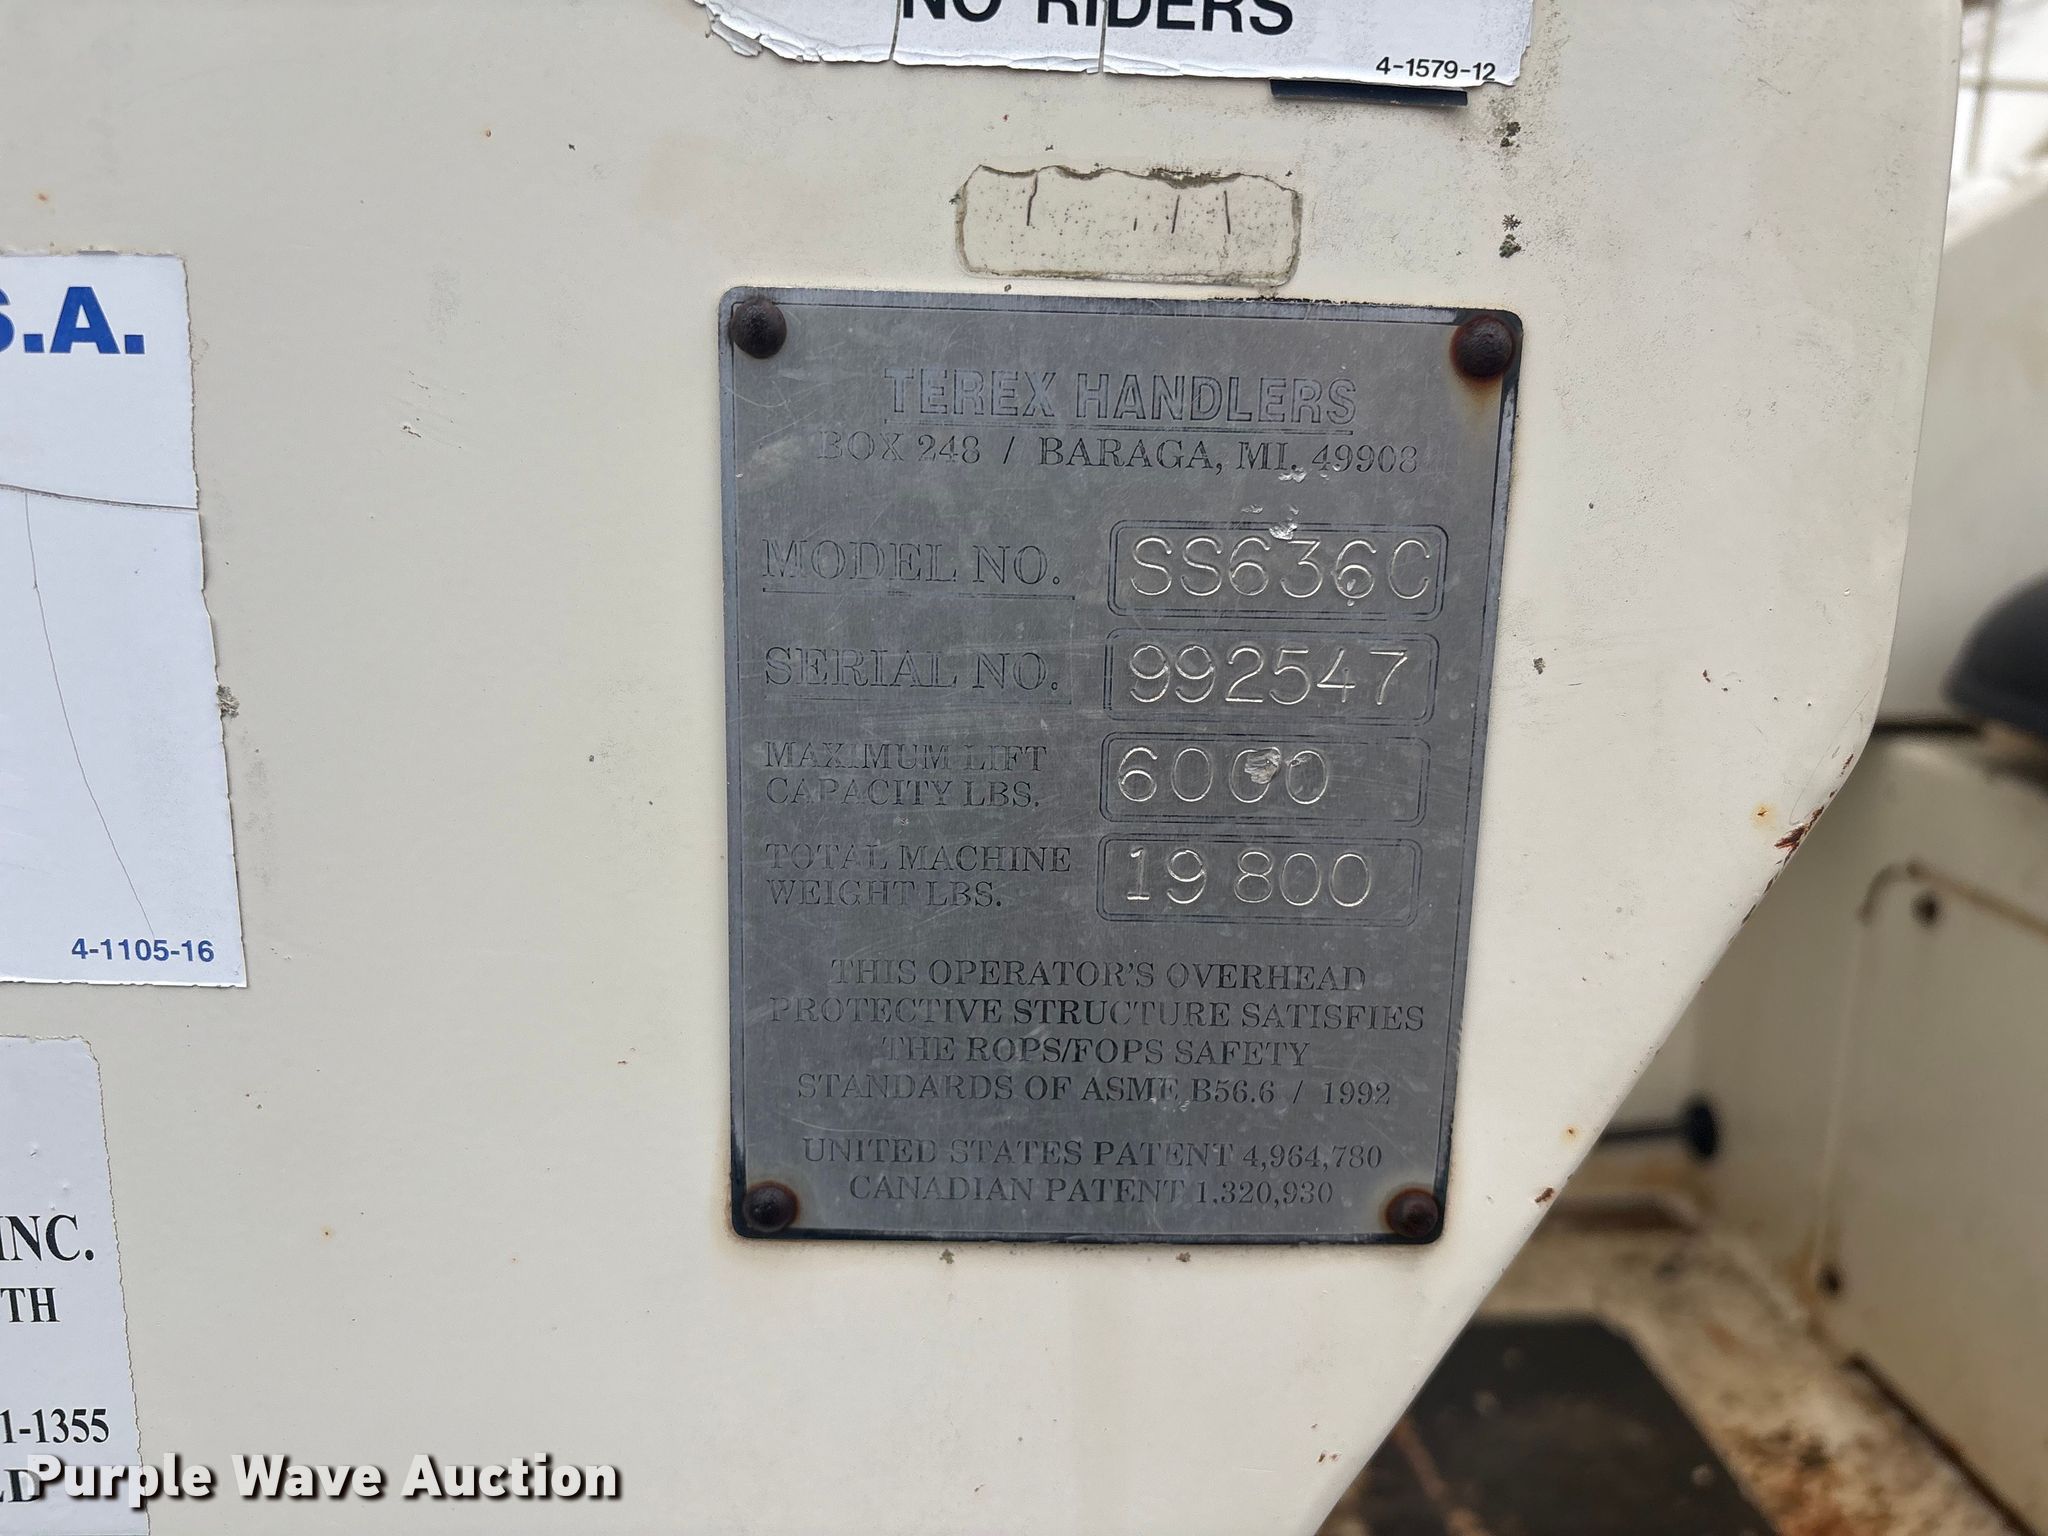 NO RIDERS
4-1579-12
S.A.
4-1105-16
TEREX HANDLERS
BOX 248 / BARAGA, MI. 49908
MODEL NO. SS636C
SERIAL NO. 992547
MAXIMUM LIFT
CAPACITY LBS. 6000
TOTAL MACHINE
WEIGHT LBS. 19 800
THIS OPERATOR'S OVERHEAD
PROTECTIVE STRUCTURE SATISFIES
THE ROPS/FOPS SAFETY
STANDARDS OF ASME B56.6 / 1992
UNITED STATES PATENT 4,964,780
CANADIAN PATENT 1,320,930
INC.
TH
1-1355
LD
Purple Wave Auction